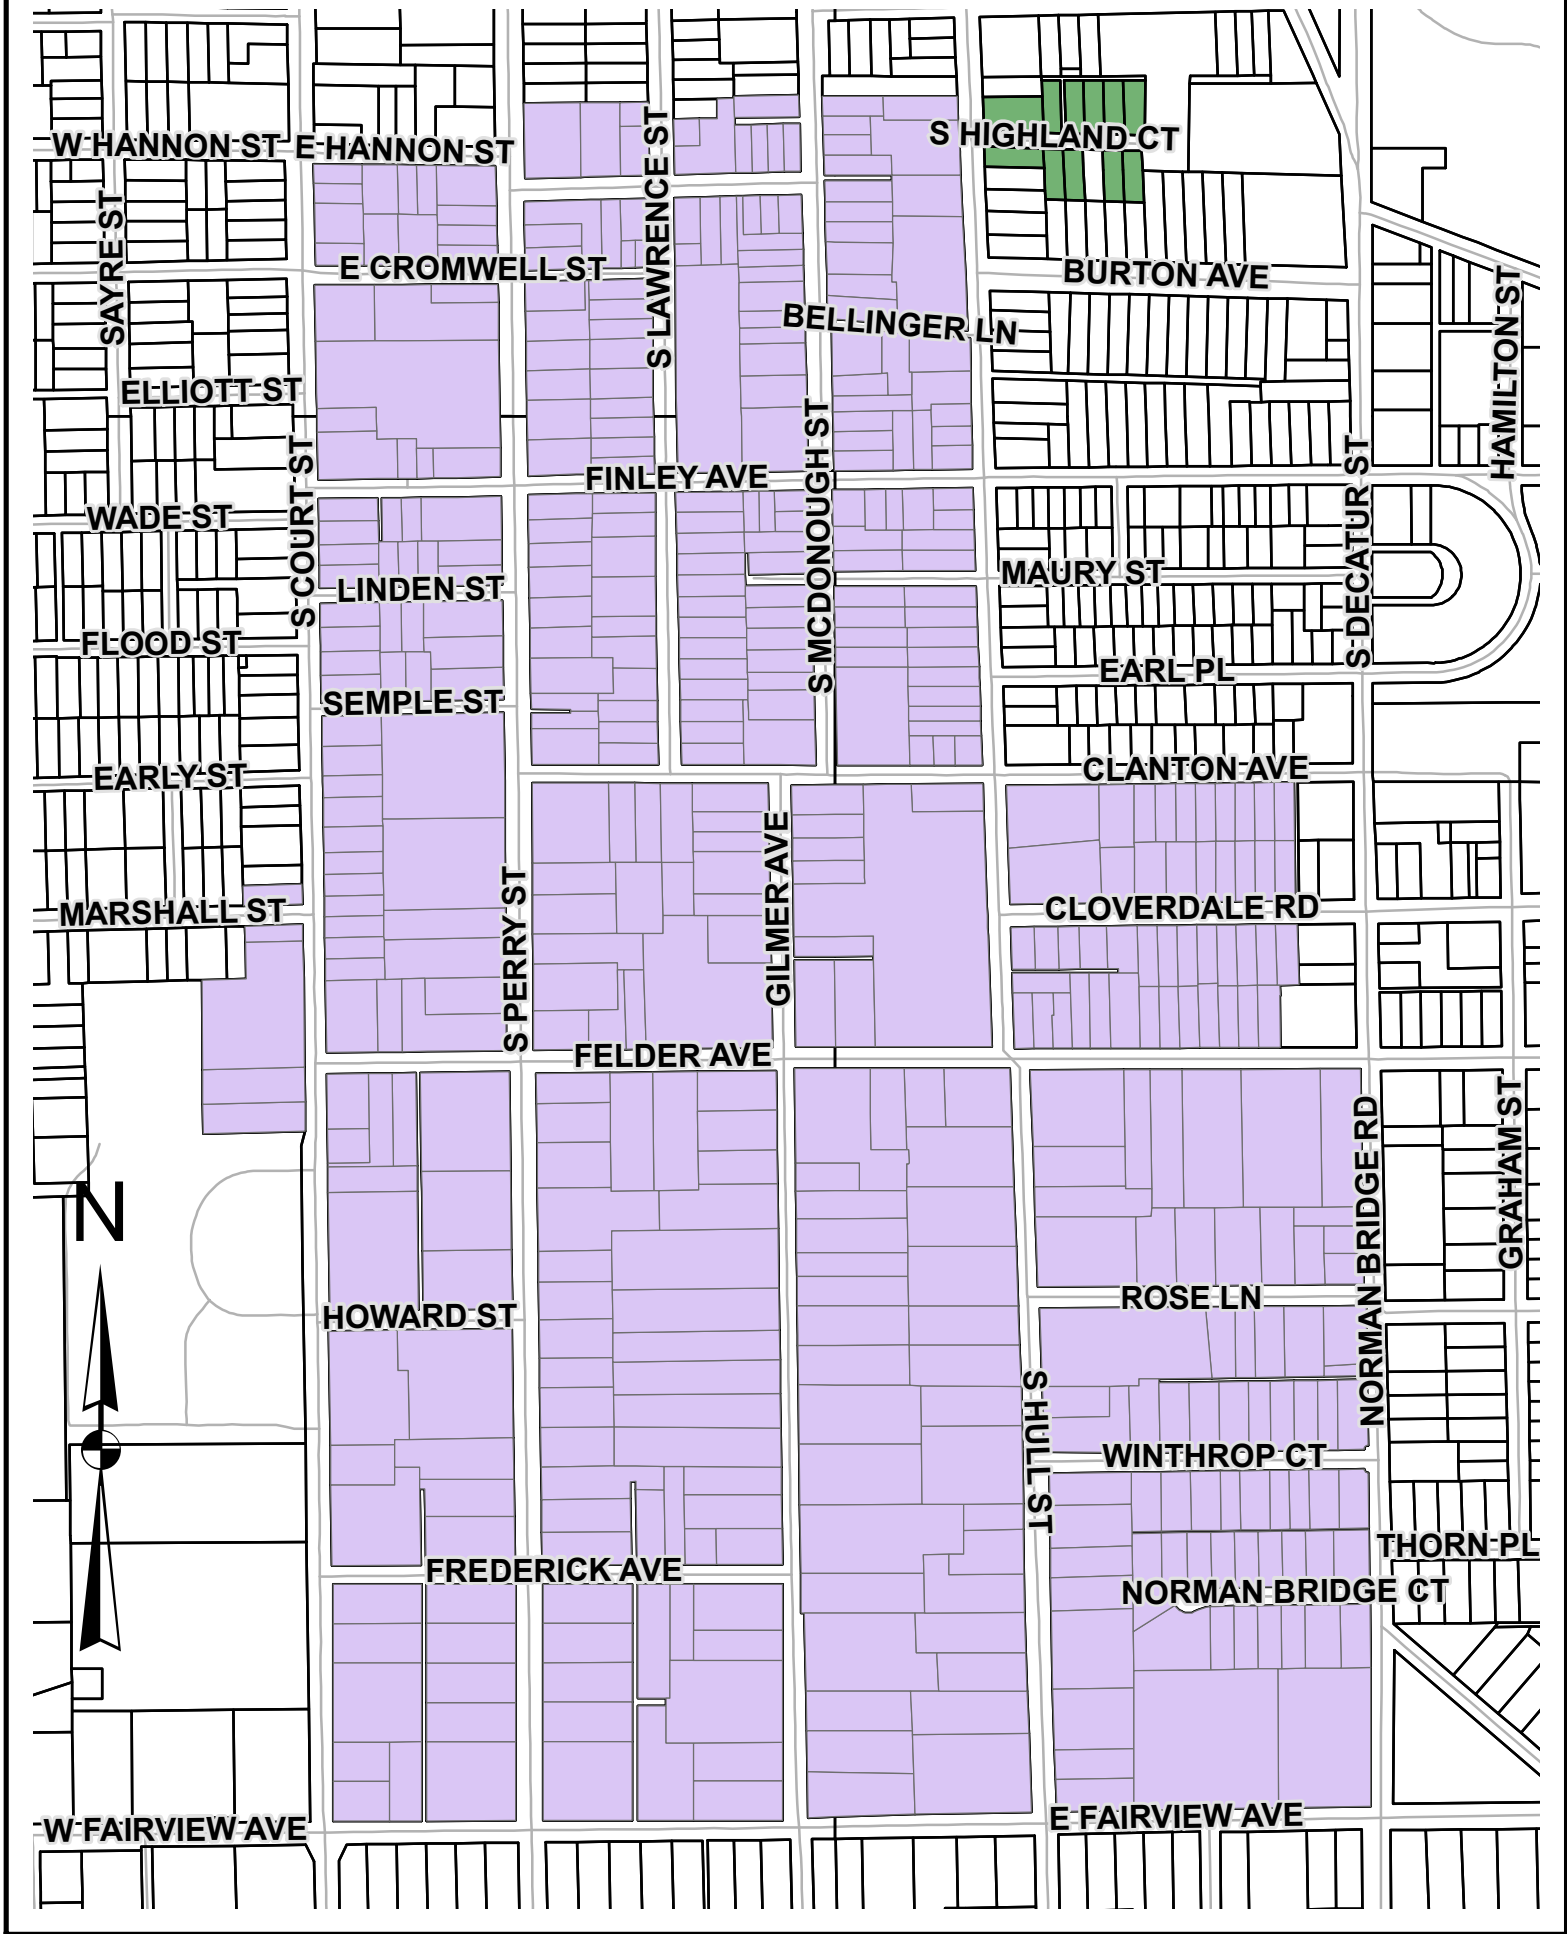 W HANNON ST
E HANNON ST
S HIGHLAND CT
S LAWRENCE ST
SAYRE ST
E CROMWELL ST
BURTON AVE
BELLINGER LN
HAMILTON ST
ELLIOTT ST
S COURT ST
FINLEY AVE
S MCDONOUGH ST
S DECATUR ST
WADE ST
LINDEN ST
MAURY ST
FLOOD ST
EARL PL
SEMPLE ST
EARLY ST
CLANTON AVE
GILMER AVE
S PERRY ST
MARSHALL ST
CLOVERDALE RD
FELDER AVE
NORMAN BRIDGE RD
GRAHAM ST
N
HOWARD ST
ROSE LN
S HULL ST
WINTHROP CT
THORN PL
FREDERICK AVE
NORMAN BRIDGE CT
W FAIRVIEW AVE
E FAIRVIEW AVE